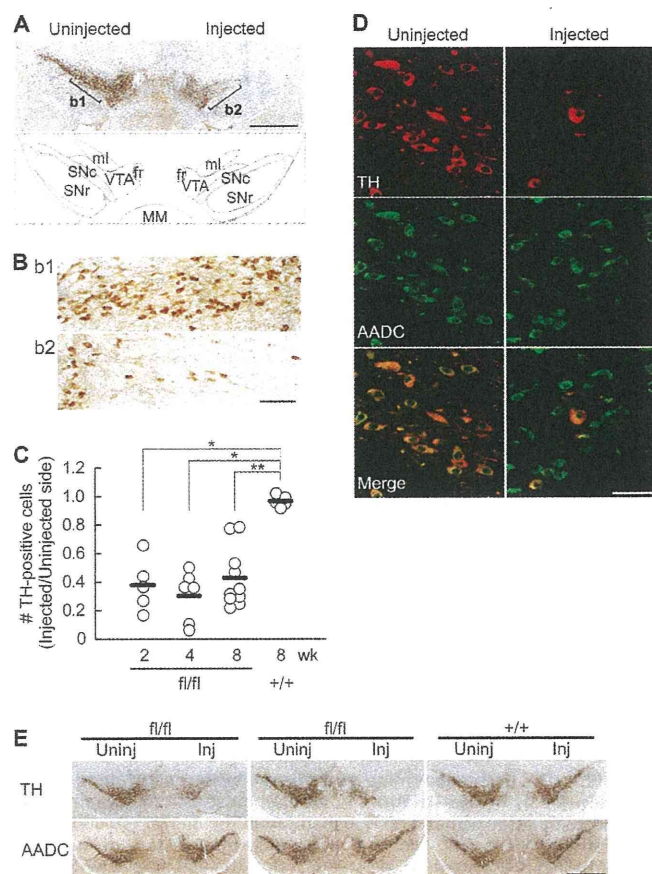 A
Uninjected Injected
b1 b2
ml ml
SNc fr fr SNc
VTA VTA
SNr SNr
MM
B
b1
b2
C
* 
*
**
1.2
1.0
0.8
0.6
0.4
0.2
0
# TH-positive cells
(Injected/Uninjected side)
2 4 8 8 wk
fl/fl +/+
D
Uninjected Injected
TH
AADC
Merge
E
fl/fl fl/fl +/+
Uninj Inj Uninj Inj Uninj Inj
TH
AADC